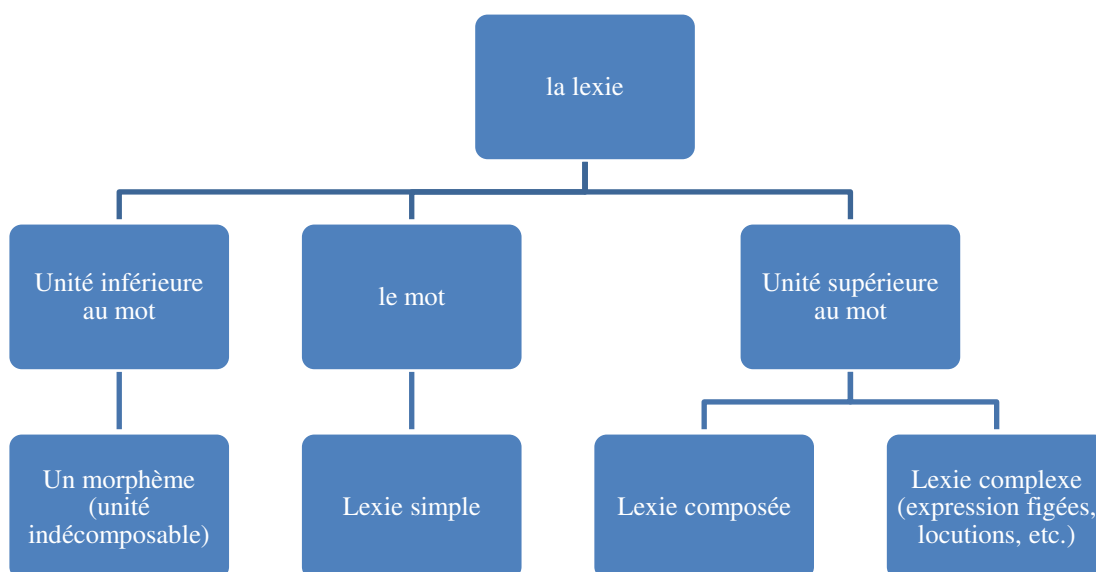 la lexie
Unité inférieure
au mot
le mot
Unité supérieure
au mot
Un morphème
(unité
indécomposable)
Lexie simple
Lexie composée
Lexie complexe
(expression figées,
locutions, etc.)